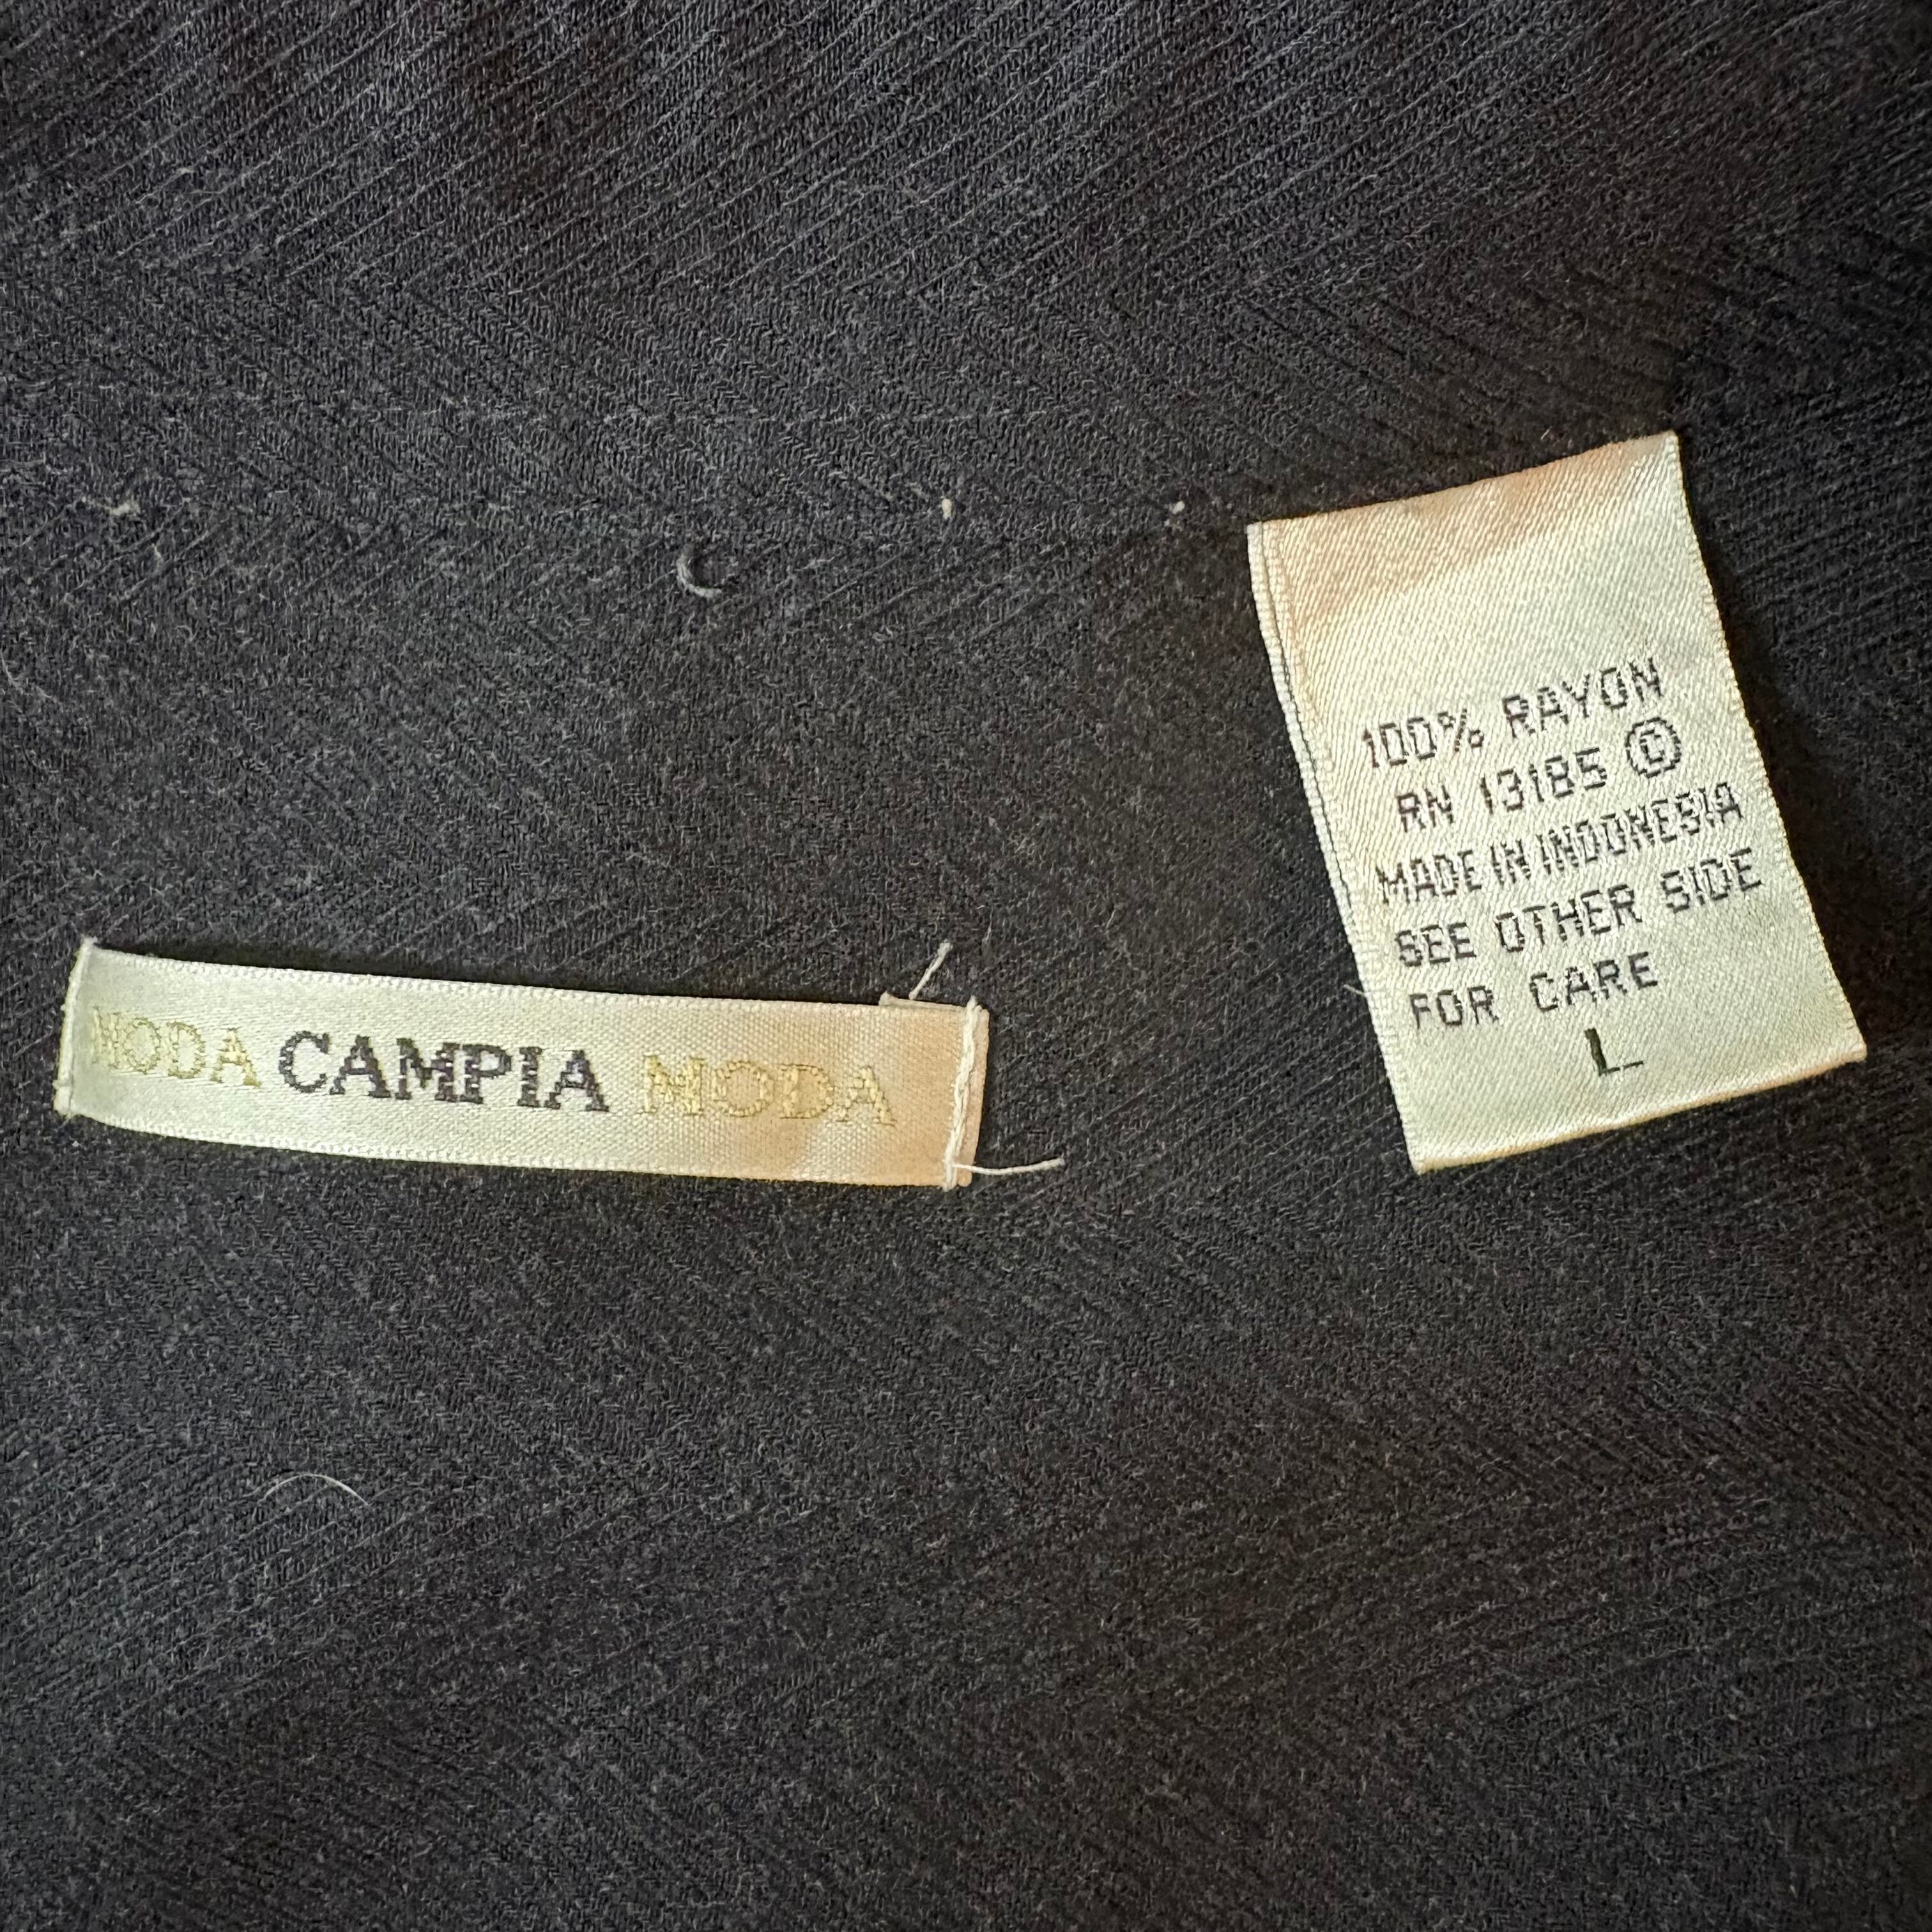 MODA CAMPIA MODA
100% RAYON
RN 13185 ©
MADE IN INDONESIA
SEE OTHER SIDE
FOR CARE
L